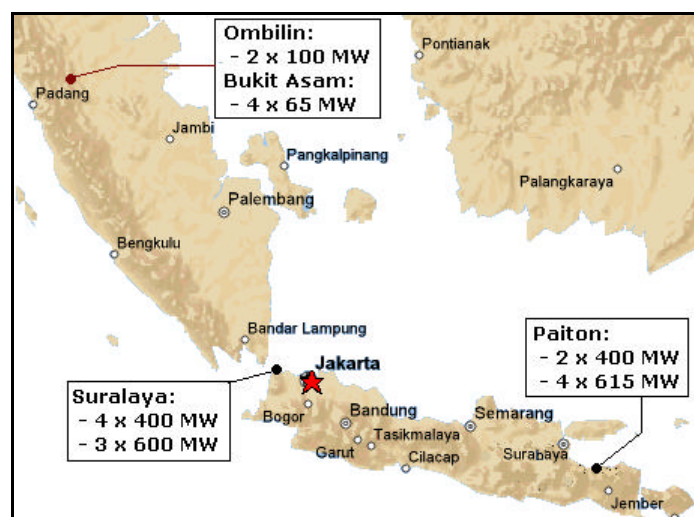 Ombilin:
- 2 x 100 MW
Bukit Asam:
- 4 x 65 MW
Pontianak
Padang
Jambi
Pangkalpinang
Palangkaraya
Palembang
Bengkulu
Bandar Lampung
Paiton:
- 2 x 400 MW
- 4 x 615 MW
Jakarta
Suralaya:
- 4 x 400 MW
- 3 x 600 MW
Bogor
Bandung
Semarang
Tasikmalaya
Garut
Cilacap
Surabaya
Jember